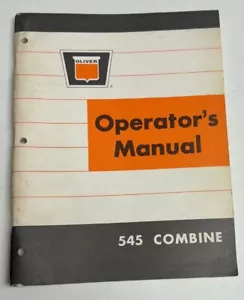 OLIVER
Operator's
Manual
545 COMBINE